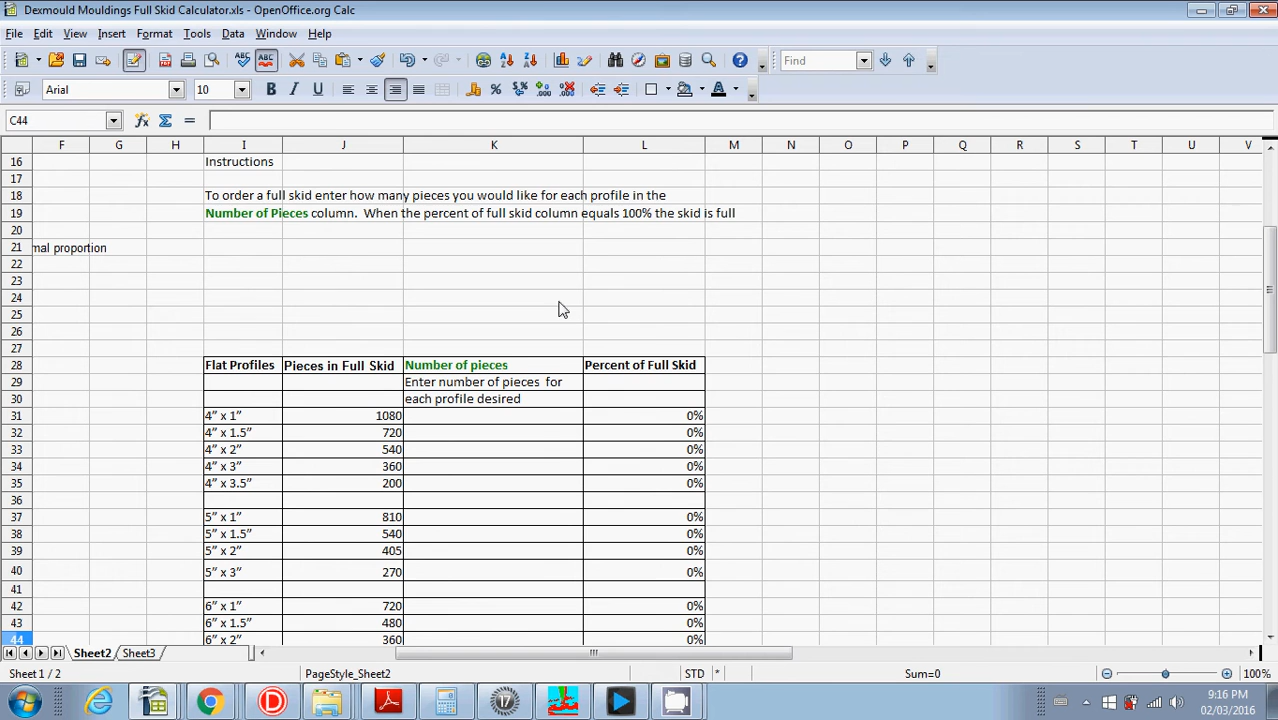 Dexmould Mouldings Full Skid Calculator.xls - OpenOffice.org Calc
File Edit View Insert Format Tools Data Window Help
Find
Arial 10
C44
F G H I J K L M N O P Q R S T U V
16 Instructions
17
18 To order a full skid enter how many pieces you would like for each profile in the
19 Number of Pieces column. When the percent of full skid column equals 100% the skid is full
20
21 mal proportion
22
23
24
25
26
27
28 Flat Profiles Pieces in Full Skid Number of pieces Percent of Full Skid
29 Enter number of pieces for
30 each profile desired
31 4” x 1” 1080 0%
32 4” x 1.5” 720 0%
33 4” x 2” 540 0%
34 4” x 3” 360 0%
35 4” x 3.5” 200 0%
36
37 5” x 1” 810 0%
38 5” x 1.5” 540 0%
39 5” x 2” 405 0%
40 5” x 3” 270 0%
41
42 6” x 1” 720 0%
43 6” x 1.5” 480 0%
44 6” x 2” 360 0%
Sheet2 Sheet3
Sheet 1 / 2 PageStyle_Sheet2 STD * Sum=0 100%
17
9:16 PM
02/03/2016